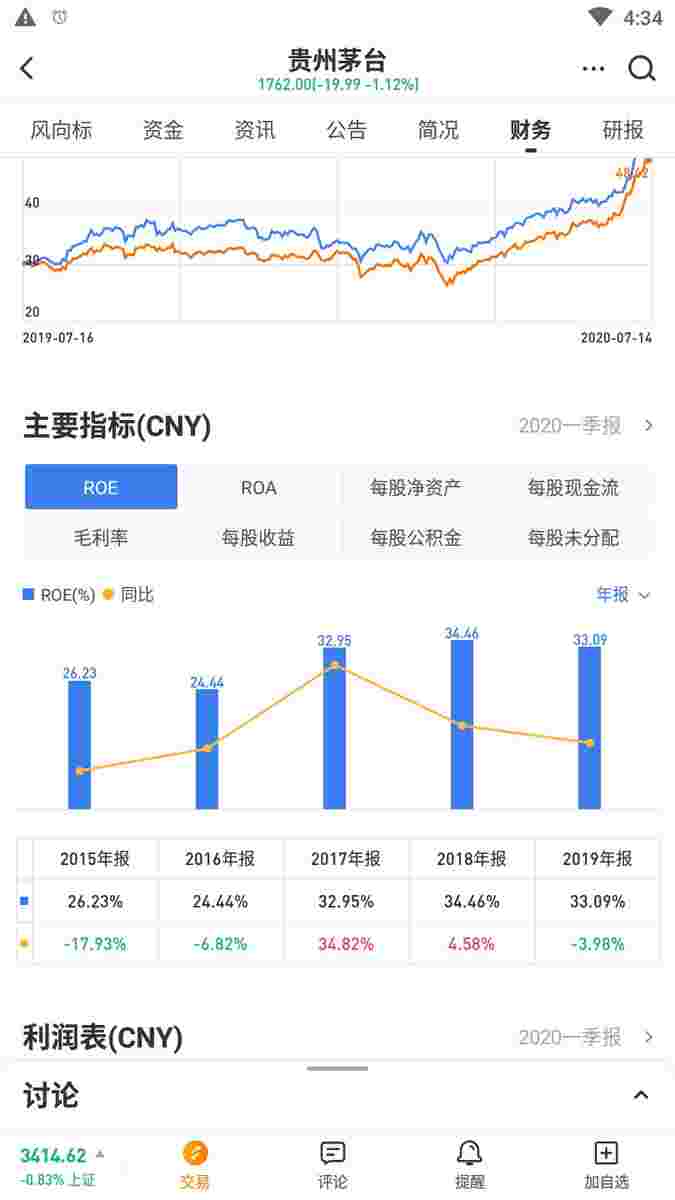 4:34
贵州茅台
1762.00(-19.99 -1.12%)
风向标 资金 资讯 公告 简况 财务 研报
48.62
40
30
20
2019-07-16 2020-07-14
主要指标(CNY) 2020一季报
ROE ROA 每股净资产 每股现金流
毛利率 每股收益 每股公积金 每股未分配
ROE(%) 同比 年报
26.23 24.44 32.95 34.46 33.09
2015年报 2016年报 2017年报 2018年报 2019年报
26.23% 24.44% 32.95% 34.46% 33.09%
-17.93% -6.82% 34.82% 4.58% -3.98%
利润表(CNY) 2020一季报
讨论
3414.62
-0.83% 上证
交易 评论 提醒 加自选